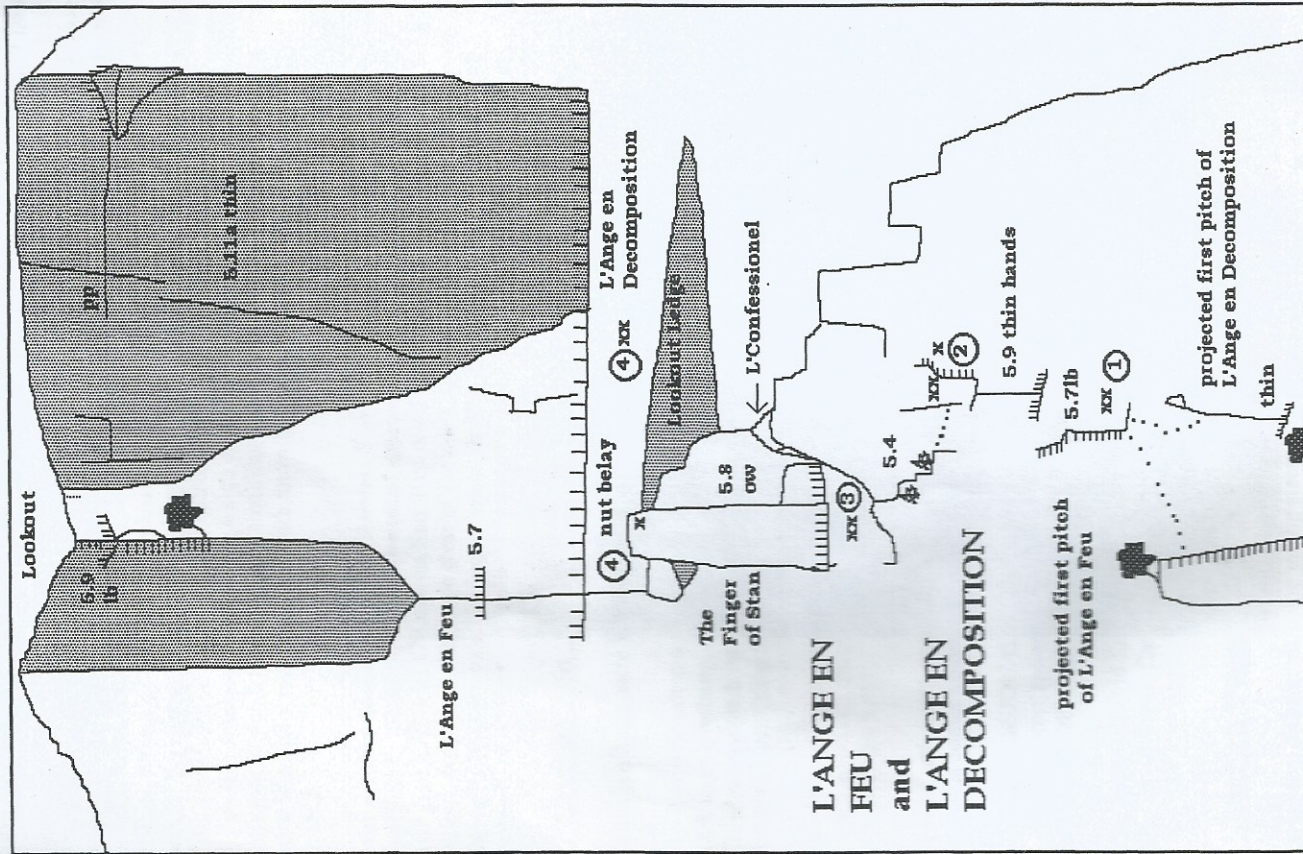 Lookout
5.9
lb
pp
5.11a thin
L'Ange en Feu
5.7
4
nut belay
4
xx
L'Ange en
Decomposition
x
Lookout Ledge
The
Finger
of Stan
5.8
ow
L'Confessionel
xx
3
5.4
xx
x
2
5.9 thin hands
L'ANGE EN
FEU
and
L'ANGE EN
DECOMPOSITION
5.7lb
xx
1
projected first pitch
of L'Ange en Feu
projected first pitch of
L'Ange en Decomposition
thin